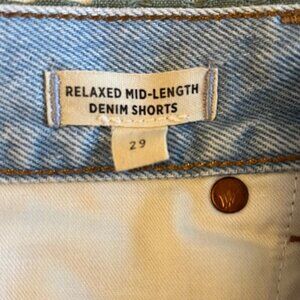 RELAXED MID-LENGTH
DENIM SHORTS
29
W